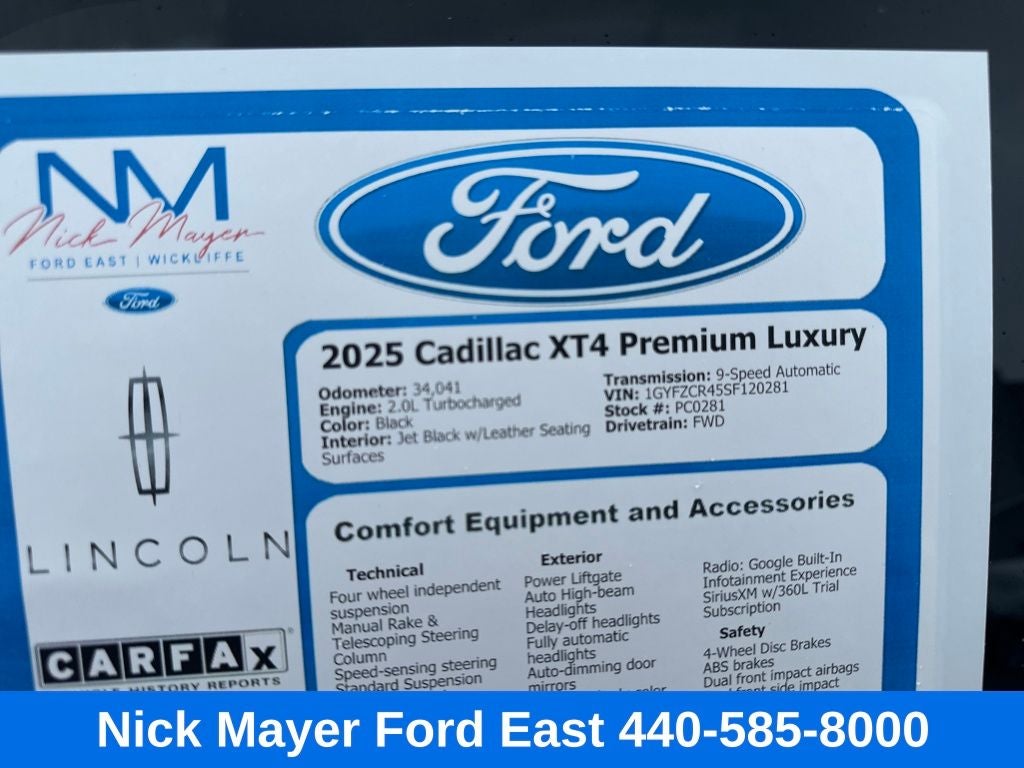 NM
Nick Mayer
FORD EAST | WICKLIFFE
Ford
Ford
LINCOLN
CARFAX
HISTORY REPORTS
2025 Cadillac XT4 Premium Luxury
Odometer: 34,041
Engine: 2.0L Turbocharged
Color: Black
Interior: Jet Black w/Leather Seating
Surfaces
Transmission: 9-Speed Automatic
VIN: 1GYFZCR45SF120281
Stock #: PC0281
Drivetrain: FWD
Comfort Equipment and Accessories
Technical
Four wheel independent
suspension
Manual Rake &
Telescoping Steering
Column
Speed-sensing steering
Standard Suspension
Exterior
Power Liftgate
Auto High-beam
Headlights
Delay-off headlights
Fully automatic
headlights
Auto-dimming door
mirrors
Radio: Google Built-In
Infotainment Experience
SiriusXM w/360L Trial
Subscription
Safety
4-Wheel Disc Brakes
ABS brakes
Dual front impact airbags
front side impact
Nick Mayer Ford East 440-585-8000